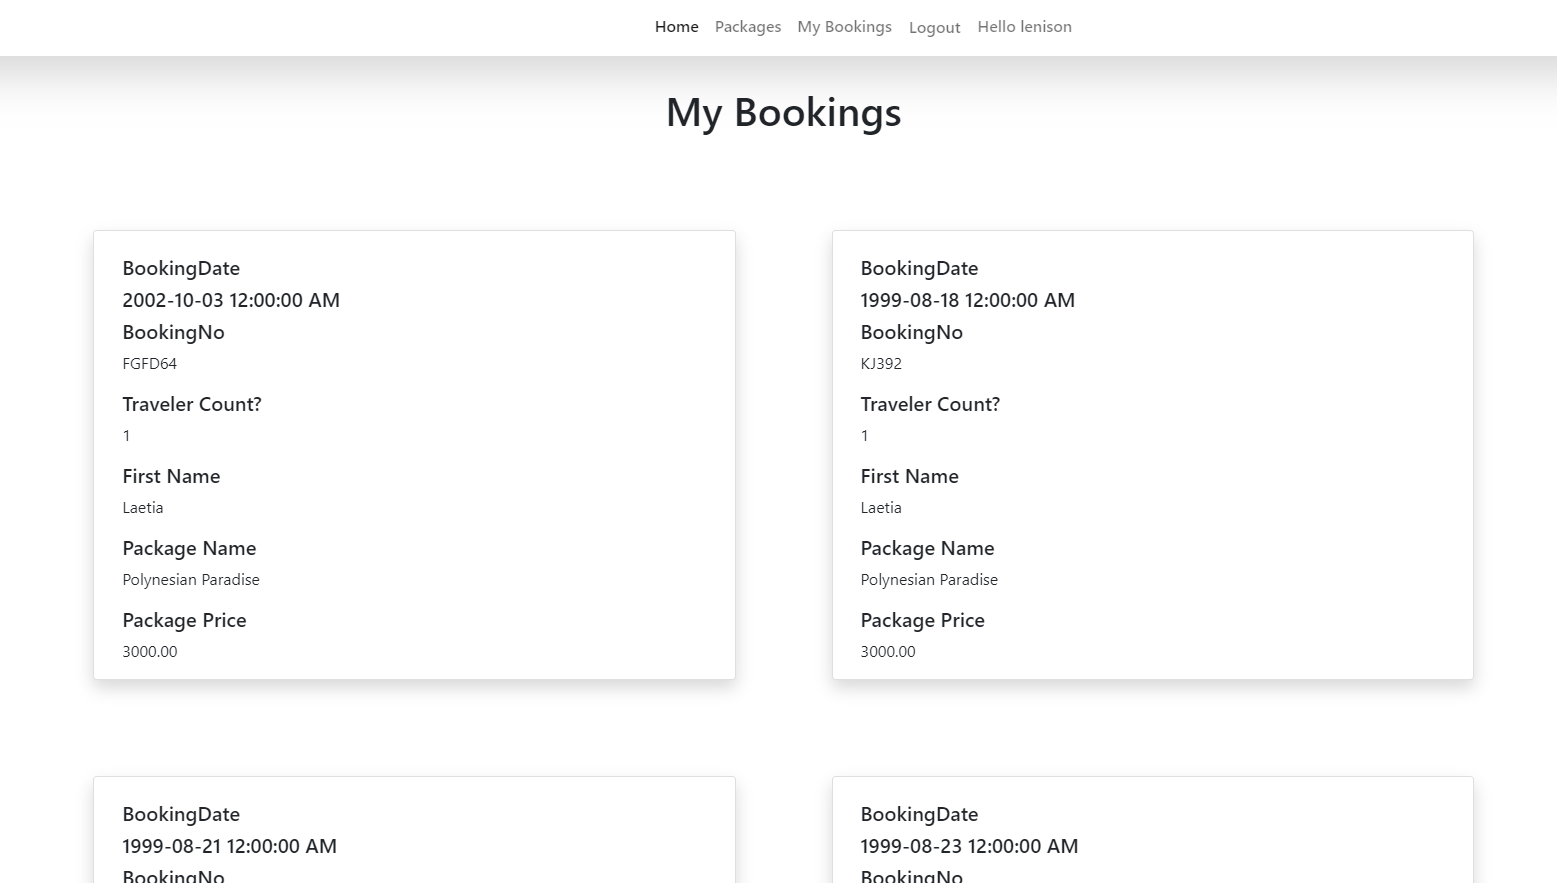 Home Packages My Bookings Logout Hello lenison
My Bookings
BookingDate
2002-10-03 12:00:00 AM
BookingNo
FGFD64
Traveler Count?
1
First Name
Laetia
Package Name
Polynesian Paradise
Package Price
3000.00
BookingDate
1999-08-18 12:00:00 AM
BookingNo
KJ392
Traveler Count?
1
First Name
Laetia
Package Name
Polynesian Paradise
Package Price
3000.00
BookingDate
1999-08-21 12:00:00 AM
BookingNo
BookingDate
1999-08-23 12:00:00 AM
BookingNo